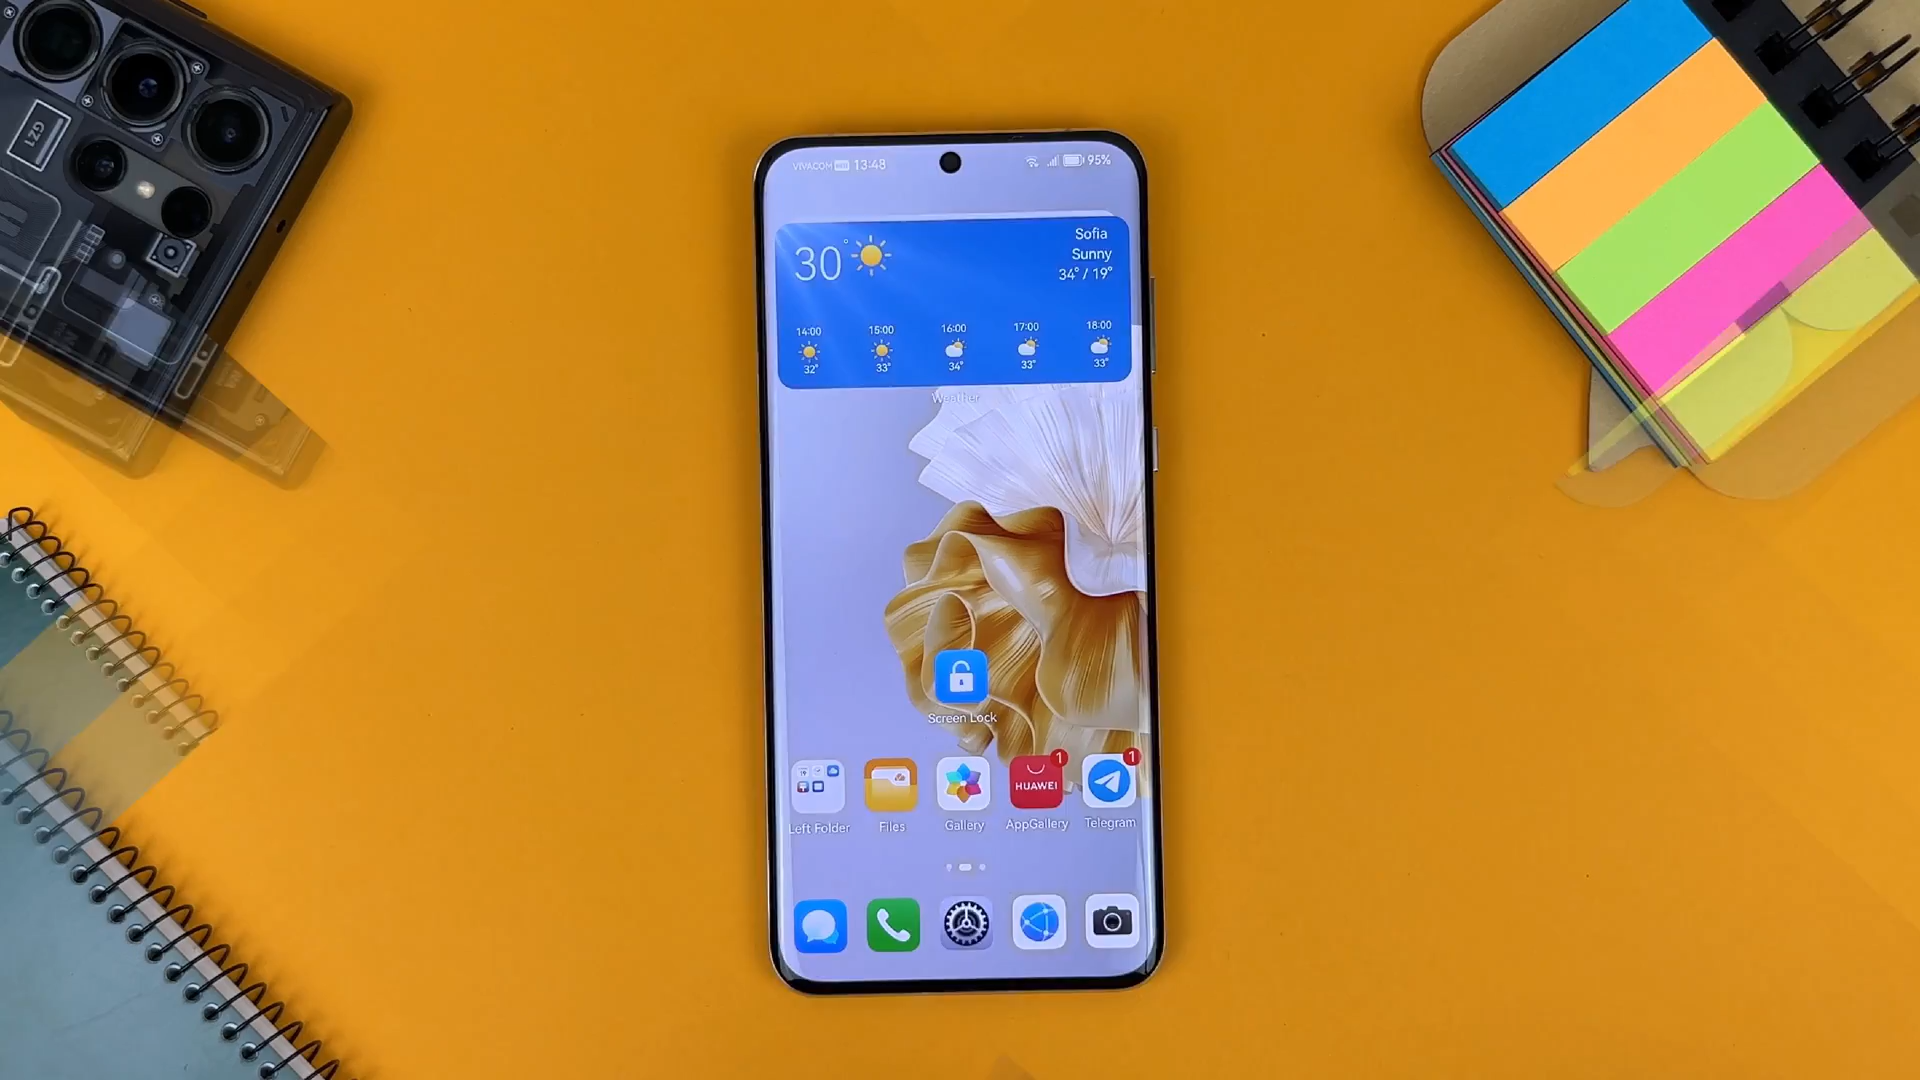 VIVACOM 13:48
95%
30°
Sofia
Sunny
34° / 19°
14:00 15:00 16:00 17:00 18:00
32° 33° 34° 33° 33°
Weather
Screen Lock
1 1
HUAWEI
Left Folder Files Gallery AppGallery Telegram